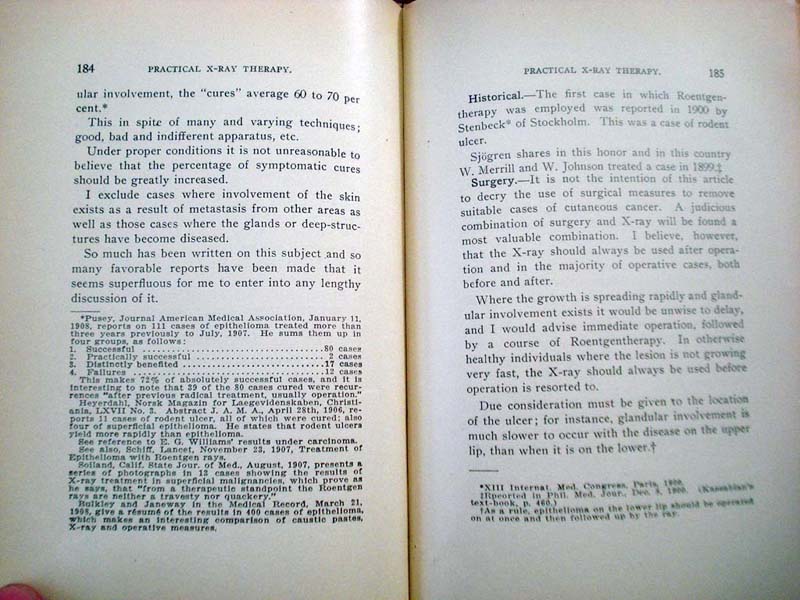 184 PRACTICAL X-RAY THERAPY.
ular involvement, the "cures" average 60 to 70 per
cent.*
This in spite of many and varying techniques;
good, bad and indifferent apparatus, etc.
Under proper conditions it is not unreasonable to
believe that the percentage of symptomatic cures
should be greatly increased.
I exclude cases where involvement of the skin
exists as a result of metastasis from other areas as
well as those cases where the glands or deep-struc-
tures have become diseased.
So much has been written on this subject and so
many favorable reports have been made that it
seems superfluous for me to enter into any lengthy
discussion of it.
*Pusey, Journal American Medical Association, January 11,
1908, reports on 111 cases of epithelioma treated more than
three years previously to July, 1907. He sums them up in
four groups, as follows:
1. Successful ........ 80 cases
2. Practically successful ........ 2 cases
3. Distinctly benefited ........ 17 cases
4. Failures ........ 12 cases
This makes 72% of absolutely successful cases, and it is
interesting to note that 39 of the 80 cases cured were recur-
rences "after previous radical treatment, usually operation."
Heyerdahl, Norsk Magazin for Laegevidenskaben, Christi-
ania, LXVII No. 3. Abstract J. A. M. A., April 28th, 1906, re-
ports 11 cases of rodent ulcer, all of which were cured; also
four of superficial epithelioma. He states that rodent ulcers
yield more rapidly than epithelioma.
See reference to E. G. Williams' results under carcinoma.
See also, Schiff, Lancet, November 23, 1907, Treatment of
Epithelioma with Roentgen rays.
Soiland, Calif. State Jour. of Med., August, 1907, presents a
series of photographs in 13 cases showing the results of
X-ray treatment in superficial malignancies, which prove as
he says, that "from a therapeutic standpoint the Roentgen
rays are neither a travesty nor quackery."
Bulkley and Janeway in the Medical Record, March 21,
1908, give a résumé of the results in 400 cases of epithelioma,
which makes an interesting comparison of caustic pastes,
X-ray and operative measures.
PRACTICAL X-RAY THERAPY. 185
Historical.—The first case in which Roentgen-
therapy was employed was reported in 1900 by
Stenbeck* of Stockholm. This was a case of rodent
ulcer.
Sjögren shares in this honor and in this country
W. Merrill and W. Johnson treated a case in 1899.‡
Surgery.—It is not the intention of this article
to decry the use of surgical measures to remove
suitable cases of cutaneous cancer. A judicious
combination of surgery and X-ray will be found a
most valuable combination. I believe, however,
that the X-ray should always be used after opera-
tion and in the majority of operative cases, both
before and after.
Where the growth is spreading rapidly and gland-
ular involvement exists it would be unwise to delay,
and I would advise immediate operation, followed
by a course of Roentgentherapy. In otherwise
healthy individuals where the lesion is not growing
very fast, the X-ray should always be used before
operation is resorted to.
Due consideration must be given to the location
of the ulcer; for instance, glandular involvement is
much slower to occur with the disease on the upper
lip, than when it is on the lower.†
*XIII Internat. Med. Congress, Paris, 1900.
‡Rpeorted in Phil. Med. Jour., Dec. 8, 1900. (Kassabian's
text-book, p. 460.)
†As a rule, epithelioma on the lower lip should be operated
on at once and then followed up by the ray.